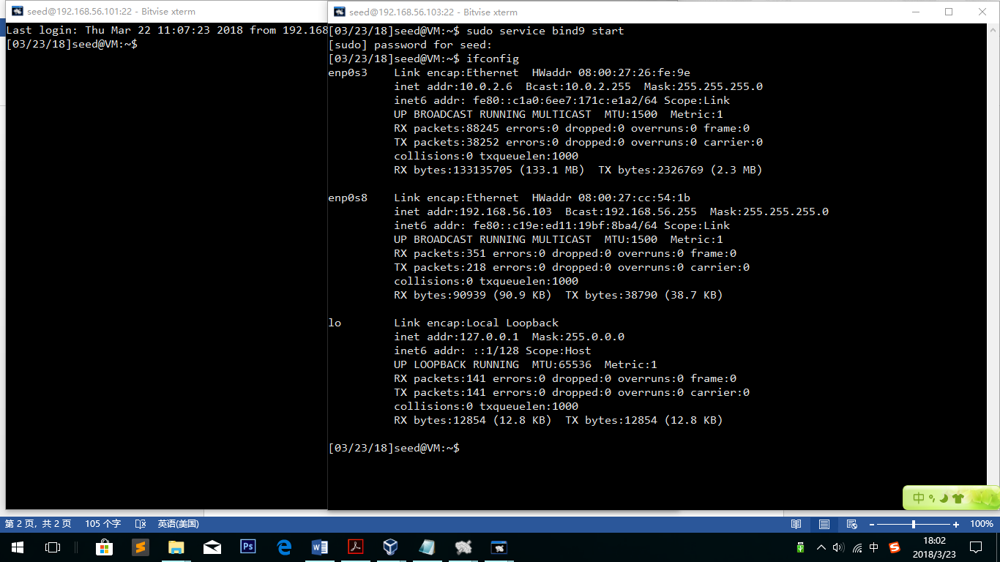 seed@192.168.56.101:22 - Bitvise xterm
Last login: Thu Mar 22 11:07:23 2018 from 192.168
[03/23/18]seed@VM:~$
seed@192.168.56.103:22 - Bitvise xterm
[03/23/18]seed@VM:~$ sudo service bind9 start
[sudo] password for seed:
[03/23/18]seed@VM:~$ ifconfig
enp0s3    Link encap:Ethernet  HWaddr 08:00:27:26:fe:9e
          inet addr:10.0.2.6  Bcast:10.0.2.255  Mask:255.255.255.0
          inet6 addr: fe80::c1a0:6ee7:171c:e1a2/64 Scope:Link
          UP BROADCAST RUNNING MULTICAST  MTU:1500  Metric:1
          RX packets:88245 errors:0 dropped:0 overruns:0 frame:0
          TX packets:38252 errors:0 dropped:0 overruns:0 carrier:0
          collisions:0 txqueuelen:1000
          RX bytes:133135705 (133.1 MB)  TX bytes:2326769 (2.3 MB)
enp0s8    Link encap:Ethernet  HWaddr 08:00:27:cc:54:1b
          inet addr:192.168.56.103  Bcast:192.168.56.255  Mask:255.255.255.0
          inet6 addr: fe80::c19e:ed11:19bf:8ba4/64 Scope:Link
          UP BROADCAST RUNNING MULTICAST  MTU:1500  Metric:1
          RX packets:351 errors:0 dropped:0 overruns:0 frame:0
          TX packets:218 errors:0 dropped:0 overruns:0 carrier:0
          collisions:0 txqueuelen:1000
          RX bytes:90939 (90.9 KB)  TX bytes:38790 (38.7 KB)
lo        Link encap:Local Loopback
          inet addr:127.0.0.1  Mask:255.0.0.0
          inet6 addr: ::1/128 Scope:Host
          UP LOOPBACK RUNNING  MTU:65536  Metric:1
          RX packets:141 errors:0 dropped:0 overruns:0 frame:0
          TX packets:141 errors:0 dropped:0 overruns:0 carrier:0
          collisions:0 txqueuelen:1000
          RX bytes:12854 (12.8 KB)  TX bytes:12854 (12.8 KB)
[03/23/18]seed@VM:~$
中
第 2 页，共 2 页 105 个字 英语(美国) 100%
Ps
中
18:02
2018/3/23